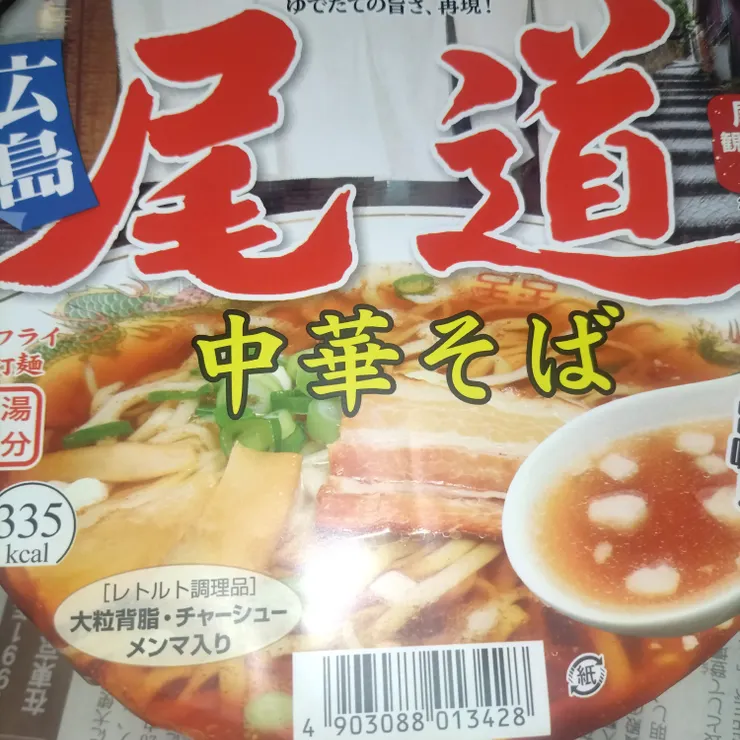 ゆでたての旨さ、再現!
広島
尾道
観
中華そば
フライ
打麺
湯
分
335
kcal
[レトルト調理品]
大粒背脂・チャーシュー
メンマ入り
紙
4 903088 013428